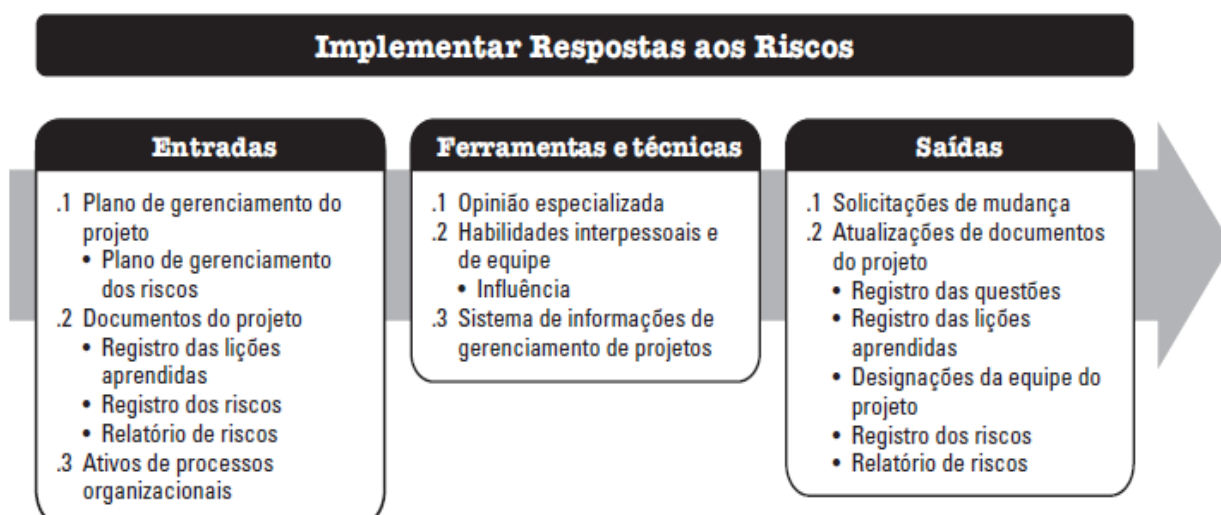 Implementar Respostas aos Riscos
Entradas
.1 Plano de gerenciamento do
projeto
• Plano de gerenciamento
dos riscos
.2 Documentos do projeto
• Registro das lições
aprendidas
• Registro dos riscos
• Relatório de riscos
.3 Ativos de processos
organizacionais
Ferramentas e técnicas
.1 Opinião especializada
.2 Habilidades interpessoais e
de equipe
• Influência
.3 Sistema de informações de
gerenciamento de projetos
Saídas
.1 Solicitações de mudança
.2 Atualizações de documentos
do projeto
• Registro das questões
• Registro das lições
aprendidas
• Designações da equipe do
projeto
• Registro dos riscos
• Relatório de riscos